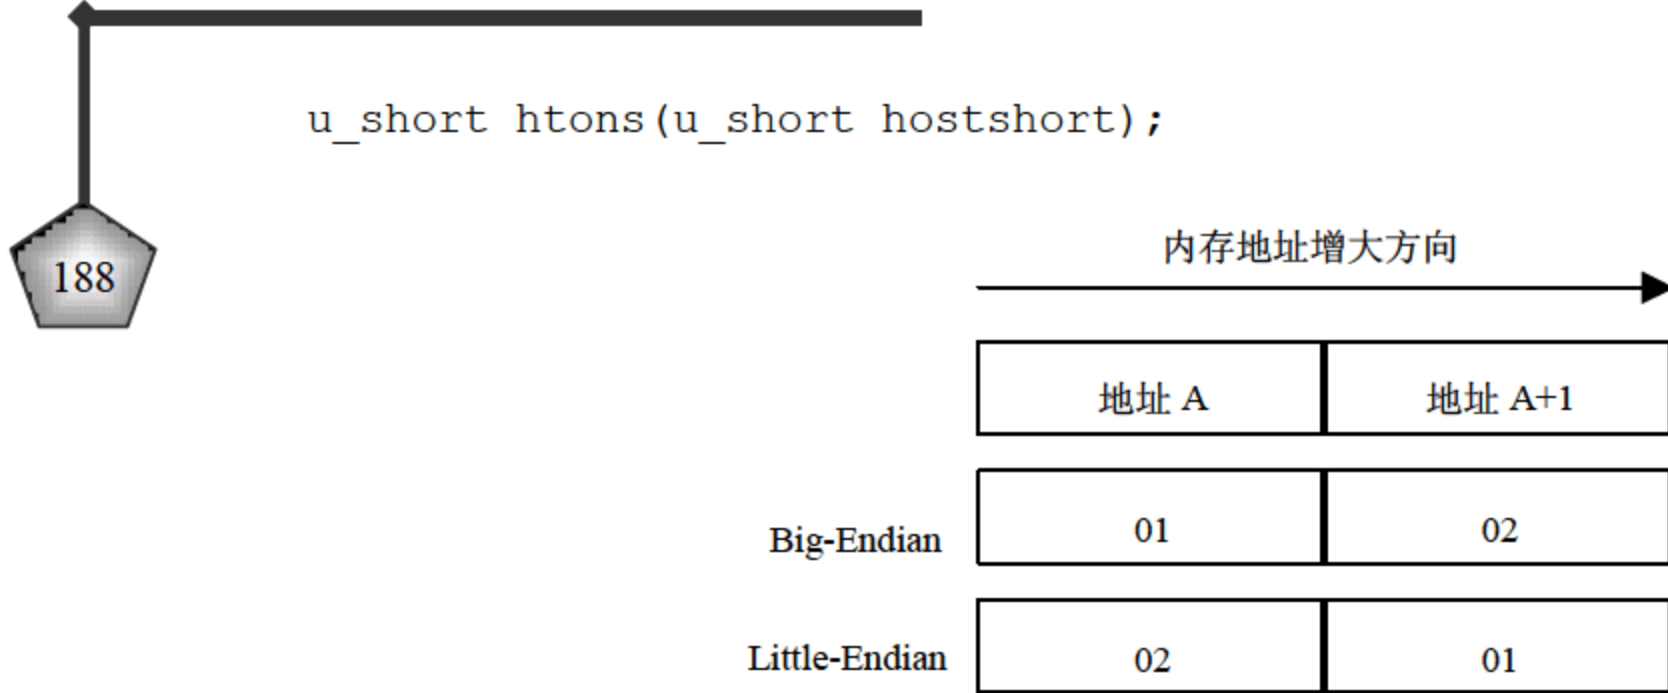 u_short htons(u_short hostshort);
188
内存地址增大方向
地址 A 地址 A+1
Big-Endian 01 02
Little-Endian 02 01